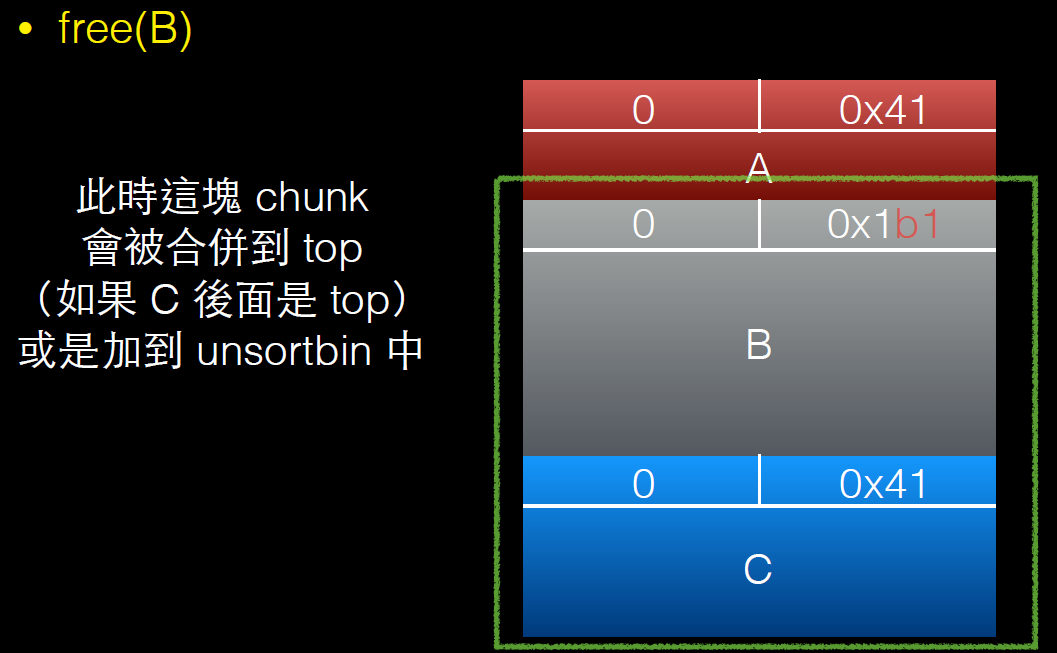 • free(B)
此時這塊 chunk
會被合併到 top
（如果 C 後面是 top）
或是加到 unsortbin 中
0 0x41
A
0 0x1b1
B
0 0x41
C